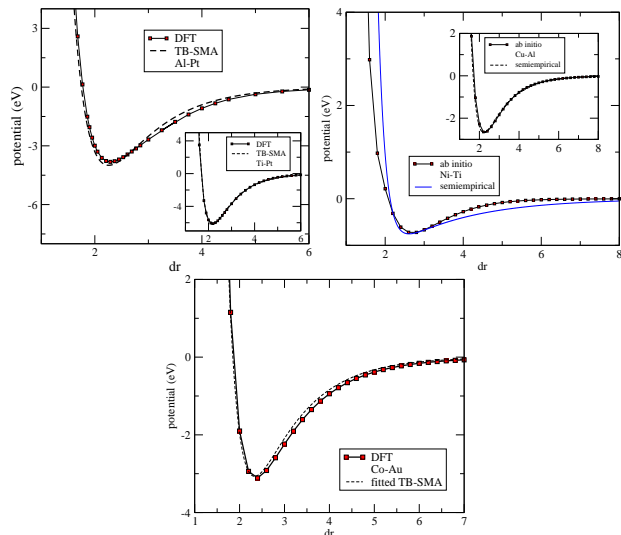 DFT
TB-SMA
Al-Pt
0
-3
-6
potential (eV)
2
4
6
dr
DFT
TB-SMA
Ti-Pt
4
0
-4
2
4
6
4
2
0
potential (eV)
2
4
6
8
dr
ab initio
Ni-Ti
semiempirical
ab initio
Cu-Al
semiempirical
2
0
-2
2
4
6
8
2
0
-2
-4
potential (eV)
1
2
3
4
5
6
7
dr
DFT
Co-Au
fitted TB-SMA